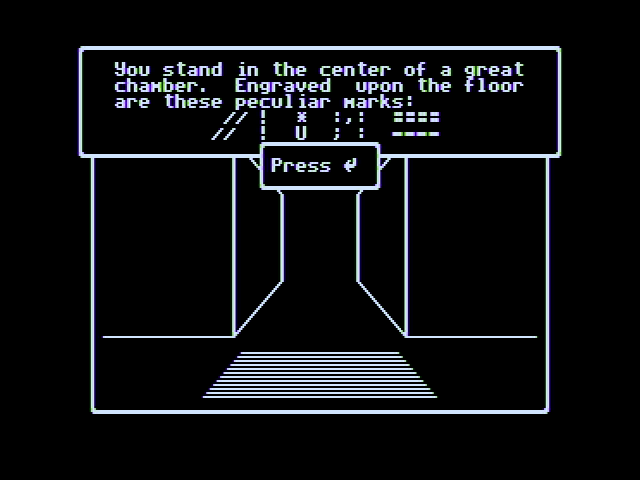 You stand in the center of a great
chamber.  Engraved  upon the floor
are these peculiar marks:
// | * :,: ====
// | U ; : ----
Press ↵